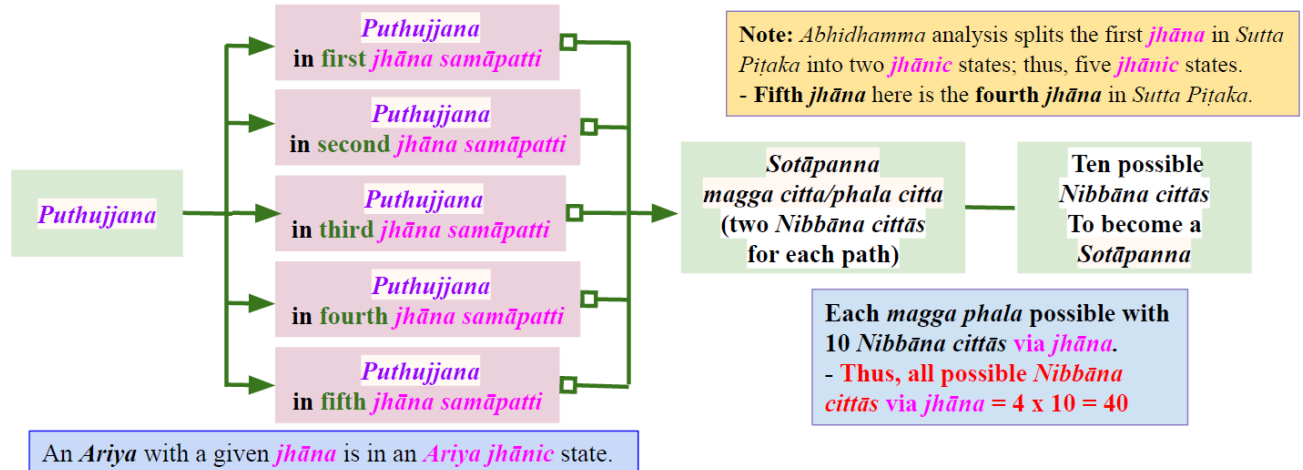 Puthujjana
Puthujjana
in first jhāna samāpatti
Puthujjana
in second jhāna samāpatti
Puthujjana
in third jhāna samāpatti
Puthujjana
in fourth jhāna samāpatti
Puthujjana
in fifth jhāna samāpatti
An Ariya with a given jhāna is in an Ariya jhānic state.
Note: Abhidhamma analysis splits the first jhāna in Sutta
Piṭaka into two jhānic states; thus, five jhānic states.
- Fifth jhāna here is the fourth jhāna in Sutta Piṭaka.
Sotāpanna
magga citta/phala citta
(two Nibbāna cittās
for each path)
Ten possible
Nibbāna cittās
To become a
Sotāpanna
Each magga phala possible with
10 Nibbāna cittās via jhāna.
- Thus, all possible Nibbāna
cittās via jhāna = 4 x 10 = 40